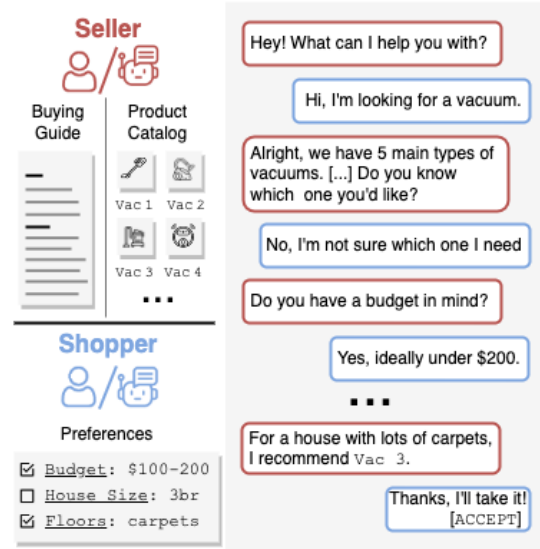 Seller
Buying
Guide
Product
Catalog
Vac 1
Vac 2
Vac 3
Vac 4
...
Shopper
Preferences
Budget: $100-200
House Size: 3br
Floors: carpets
Hey! What can I help you with?
Hi, I'm looking for a vacuum.
Alright, we have 5 main types of
vacuums. [...] Do you know
which one you'd like?
No, I'm not sure which one I need
Do you have a budget in mind?
Yes, ideally under $200.
...
For a house with lots of carpets,
I recommend Vac 3.
Thanks, I'll take it!
[ACCEPT]